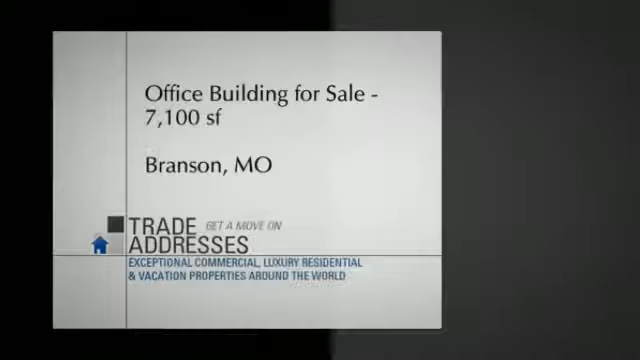 Office Building for Sale -
7,100 sf
Branson, MO
TRADE GET A MOVE ON
ADDRESSES
EXCEPTIONAL COMMERCIAL, LUXURY RESIDENTIAL
& VACATION PROPERTIES AROUND THE WORLD